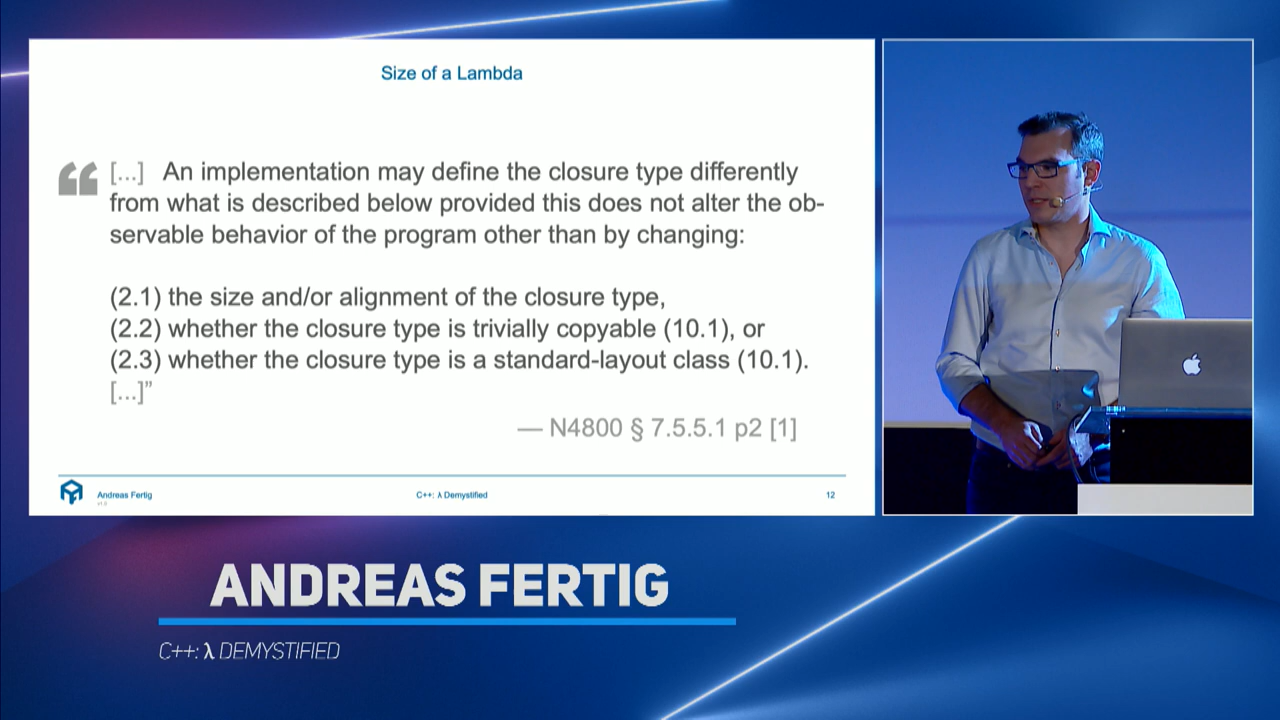 Size of a Lambda
“ [...] An implementation may define the closure type differently
from what is described below provided this does not alter the ob-
servable behavior of the program other than by changing:
(2.1) the size and/or alignment of the closure type,
(2.2) whether the closure type is trivially copyable (10.1), or
(2.3) whether the closure type is a standard-layout class (10.1).
[...]”
— N4800 § 7.5.5.1 p2 [1]
Andreas Fertig
v1.0
C++: λ Demystified
12
ANDREAS FERTIG
C++: λ DEMYSTIFIED